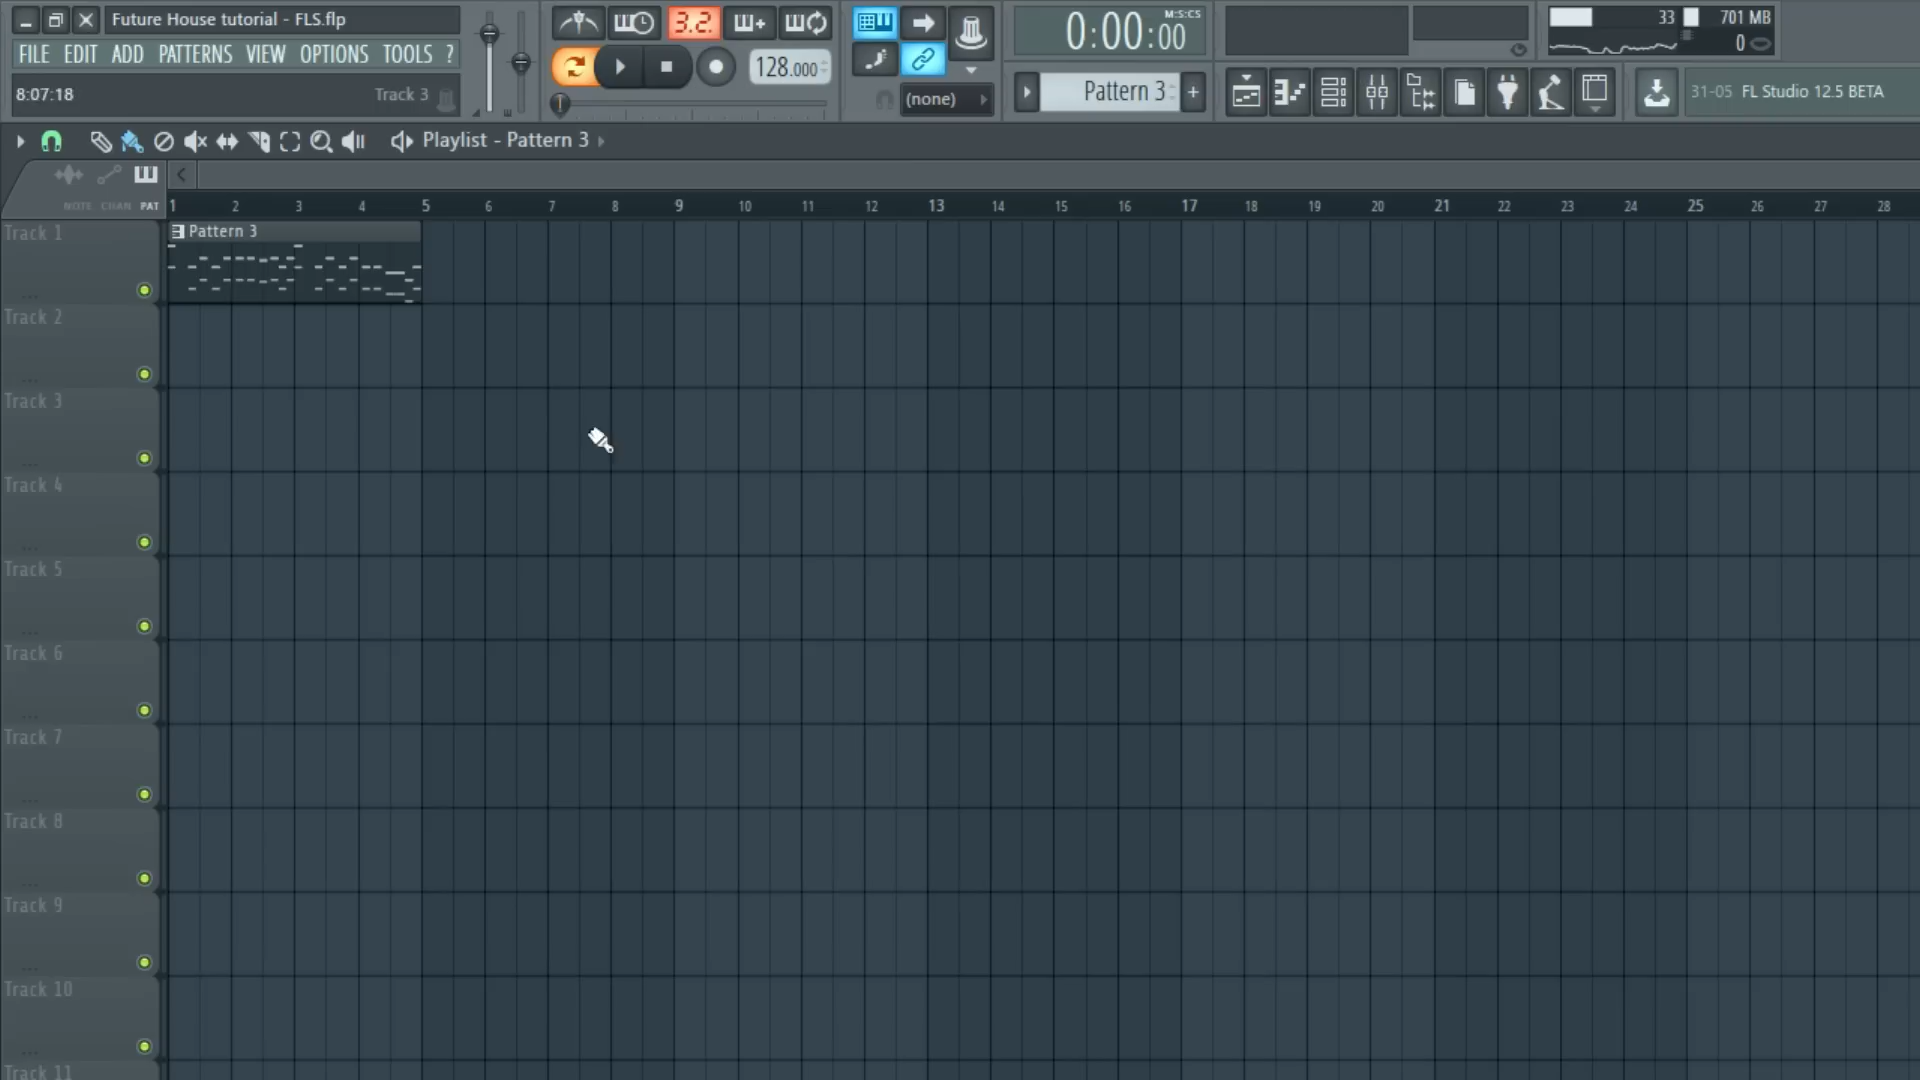 Future House tutorial - FLS.flp
FILE EDIT ADD PATTERNS VIEW OPTIONS TOOLS ?
8:07:18 Track 3
3.2.
128.000
(none)
M:S:CS
0:00:00
Pattern 3
33 701 MB
0
31-05 FL Studio 12.5 BETA
Playlist - Pattern 3
NOTE CHAN PAT
1 2 3 4 5 6 7 8 9 10 11 12 13 14 15 16 17 18 19 20 21 22 23 24 25 26 27 28
Track 1
Pattern 3
Track 2
Track 3
Track 4
Track 5
Track 6
Track 7
Track 8
Track 9
Track 10
Track 11